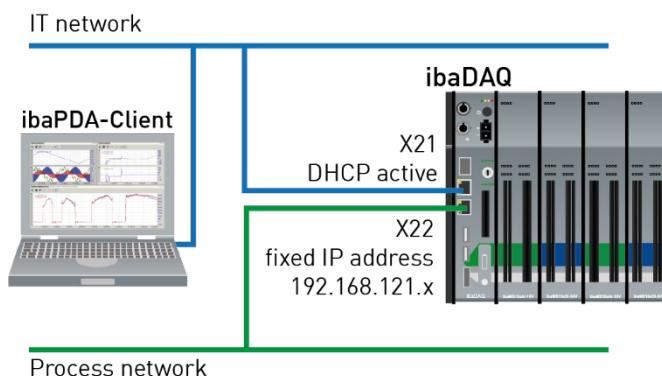 IT network
ibaDAQ
ibaPDA-Client
X21
DHCP active
X22
fixed IP address
192.168.121.x
Process network